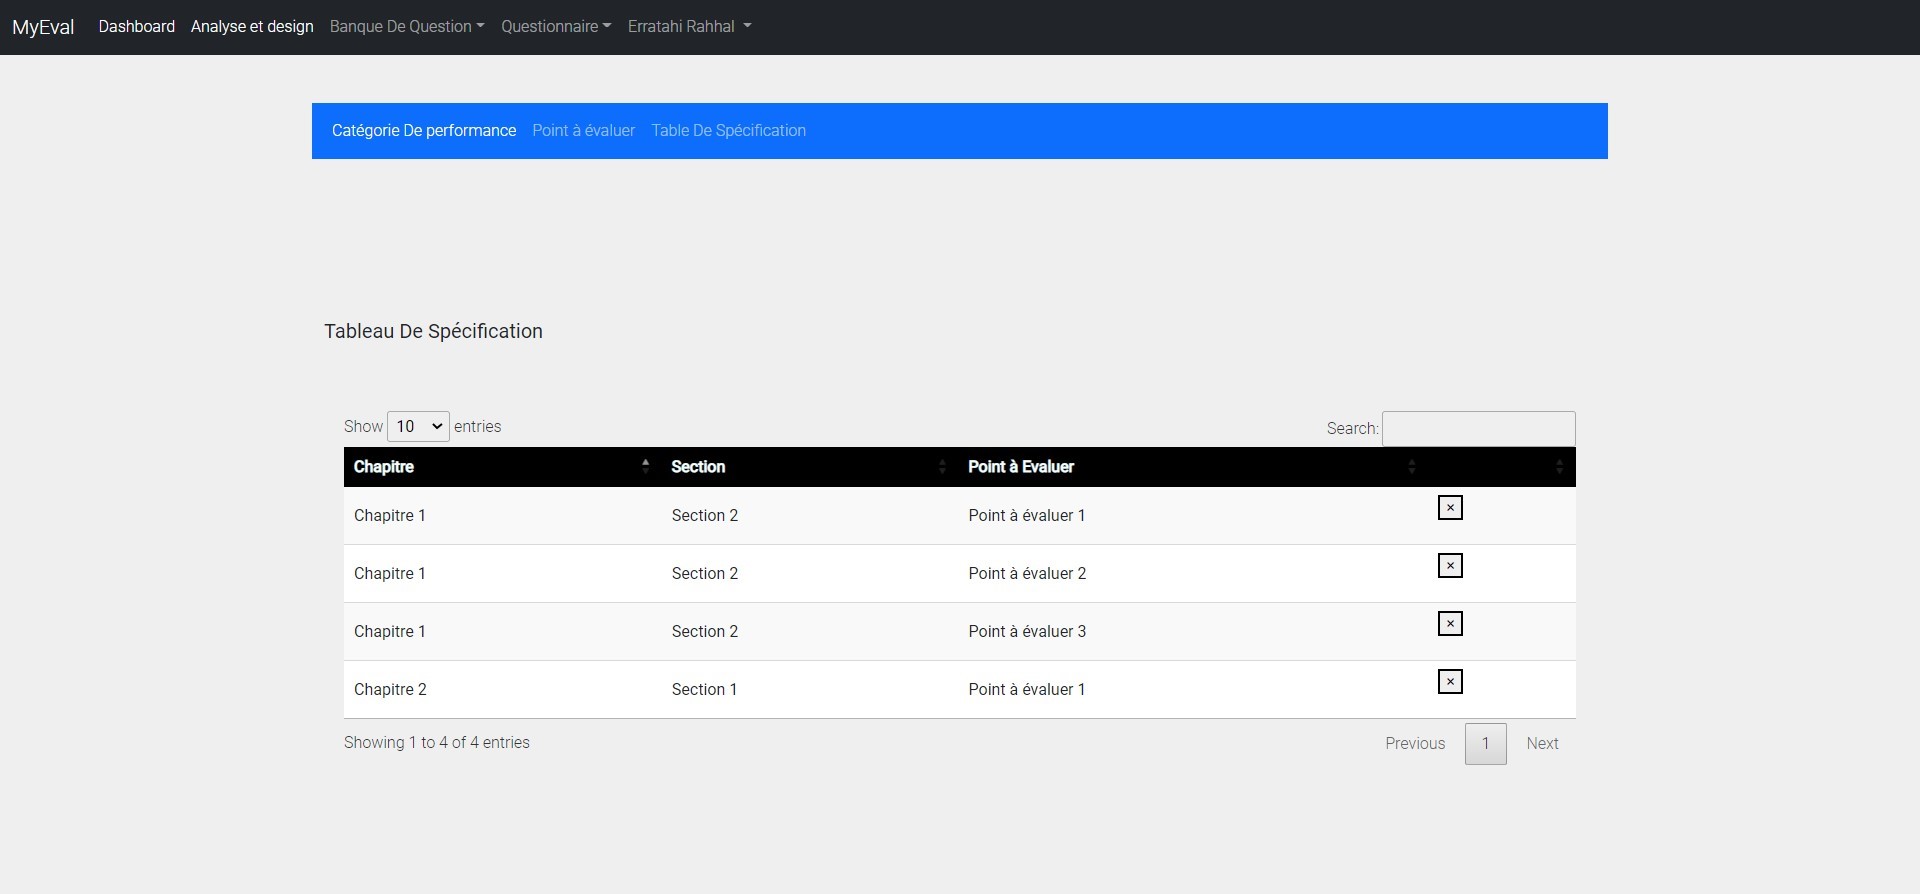 MyEval Dashboard Analyse et design Banque De Question Questionnaire Erratahi Rahhal
Catégorie De performance Point à évaluer Table De Spécification
Tableau De Spécification
Show 10 entries Search:
Chapitre Section Point à Evaluer
Chapitre 1 Section 2 Point à évaluer 1 ×
Chapitre 1 Section 2 Point à évaluer 2 ×
Chapitre 1 Section 2 Point à évaluer 3 ×
Chapitre 2 Section 1 Point à évaluer 1 ×
Showing 1 to 4 of 4 entries Previous 1 Next